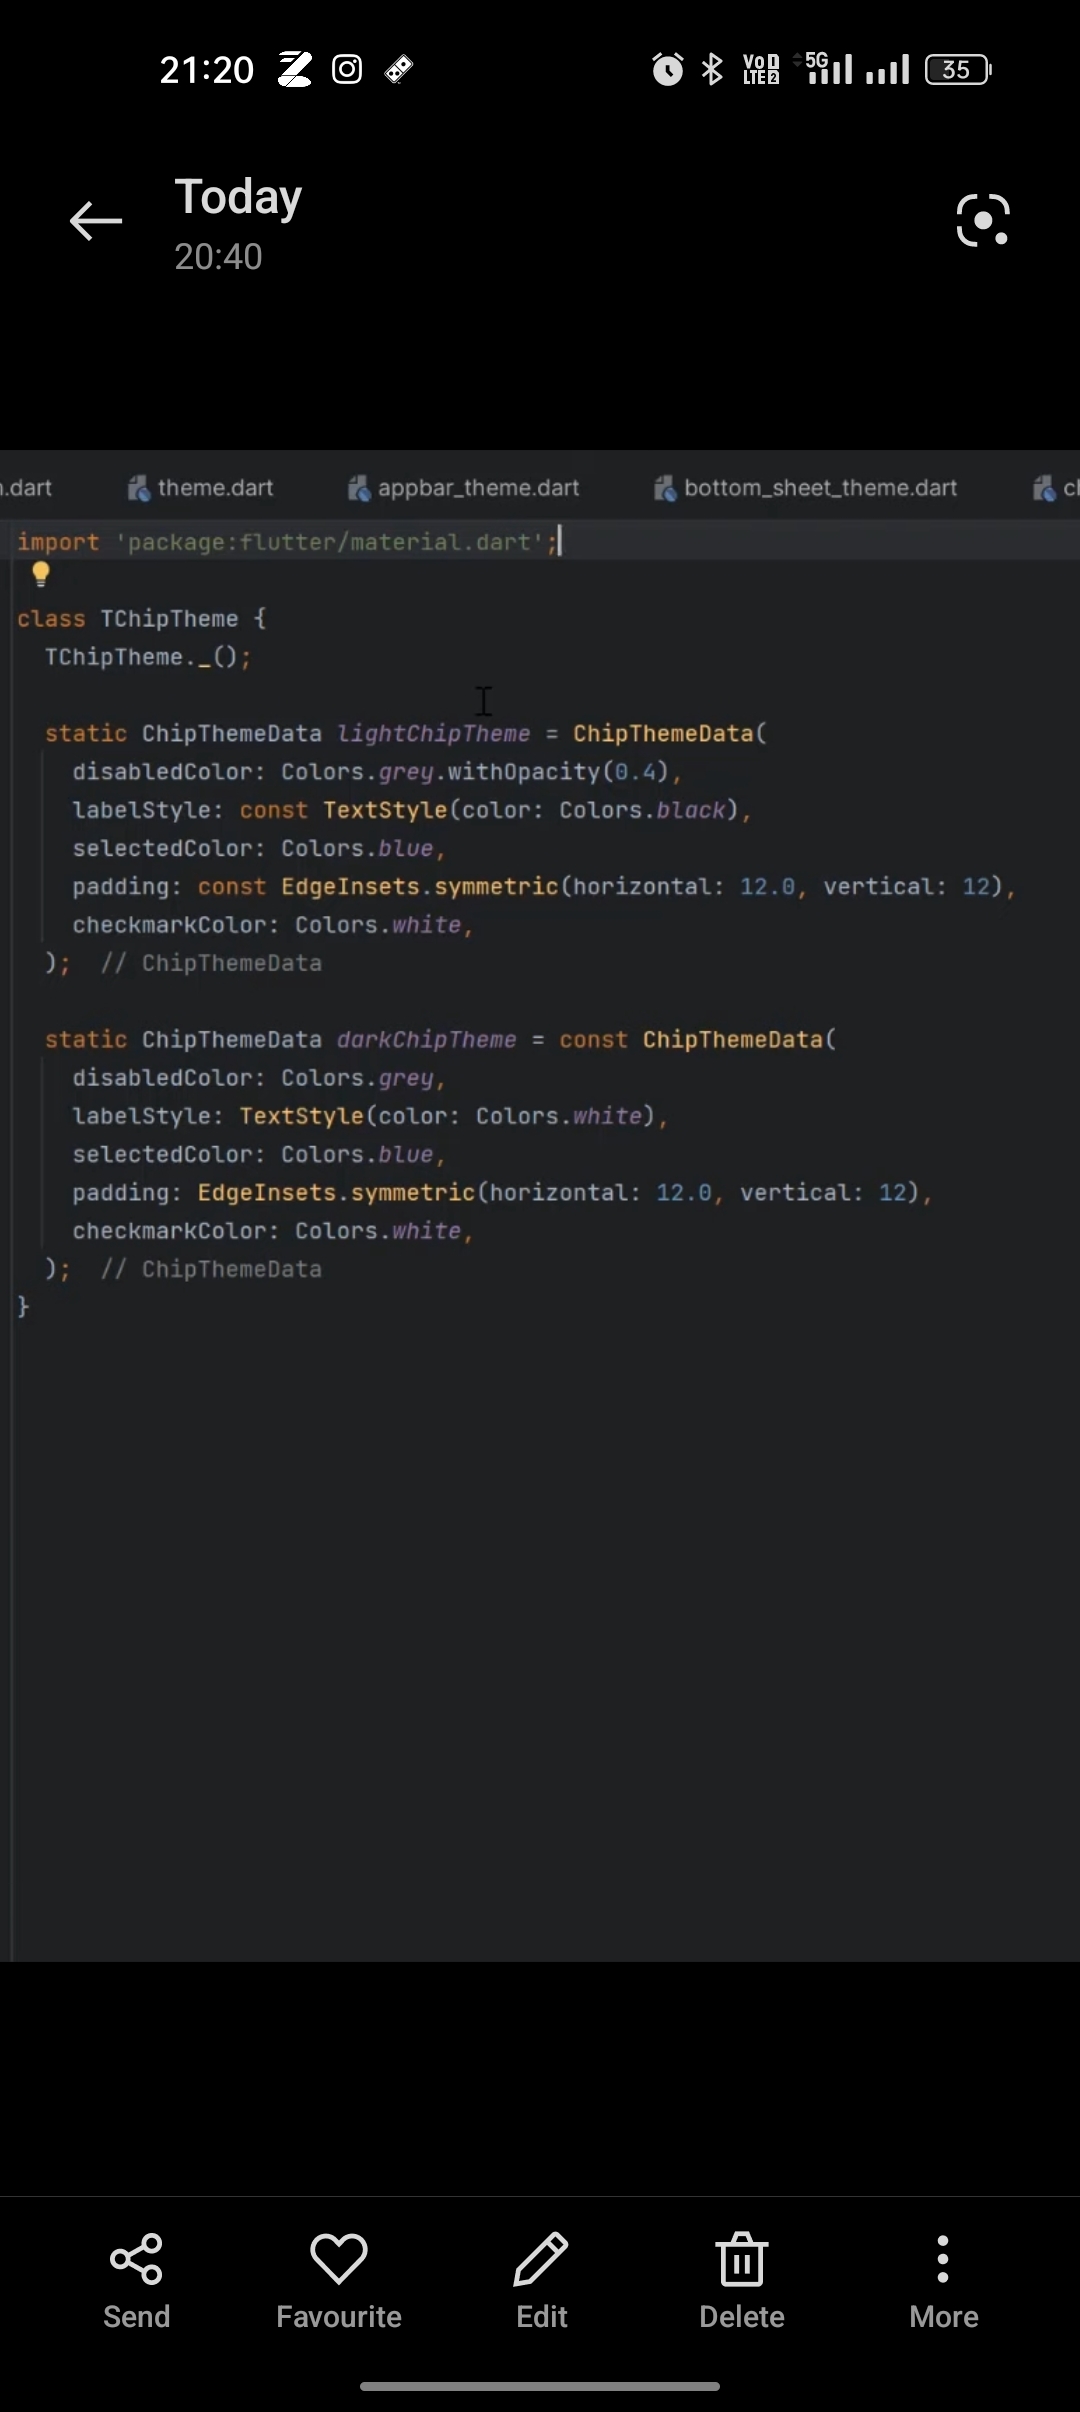 21:20 VoD LTE2 5G 35
Today
20:40
.dart theme.dart appbar_theme.dart bottom_sheet_theme.dart
import 'package:flutter/material.dart';
class TChipTheme {
TChipTheme._();
static ChipThemeData lightChipTheme = ChipThemeData(
disabledColor: Colors.grey.withOpacity(0.4),
labelStyle: const TextStyle(color: Colors.black),
selectedColor: Colors.blue,
padding: const EdgeInsets.symmetric(horizontal: 12.0, vertical: 12),
checkmarkColor: Colors.white,
); // ChipThemeData
static ChipThemeData darkChipTheme = const ChipThemeData(
disabledColor: Colors.grey,
labelStyle: TextStyle(color: Colors.white),
selectedColor: Colors.blue,
padding: EdgeInsets.symmetric(horizontal: 12.0, vertical: 12),
checkmarkColor: Colors.white,
); // ChipThemeData
}
Send Favourite Edit Delete More